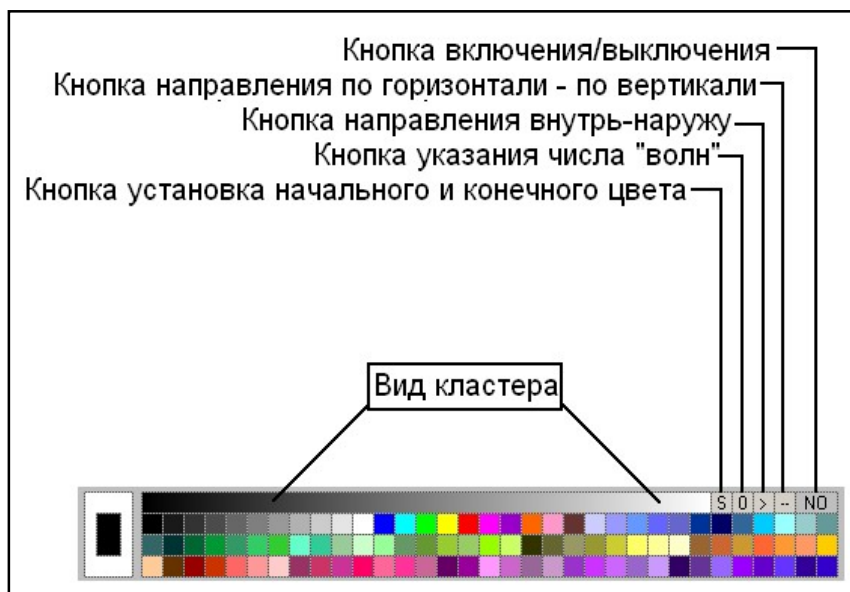 Кнопка включения/выключения
Кнопка направления по горизонтали - по вертикали
Кнопка направления внутрь-наружу
Кнопка указания числа "волн"
Кнопка установка начального и конечного цвета
Вид кластера
S 0 > -- NO